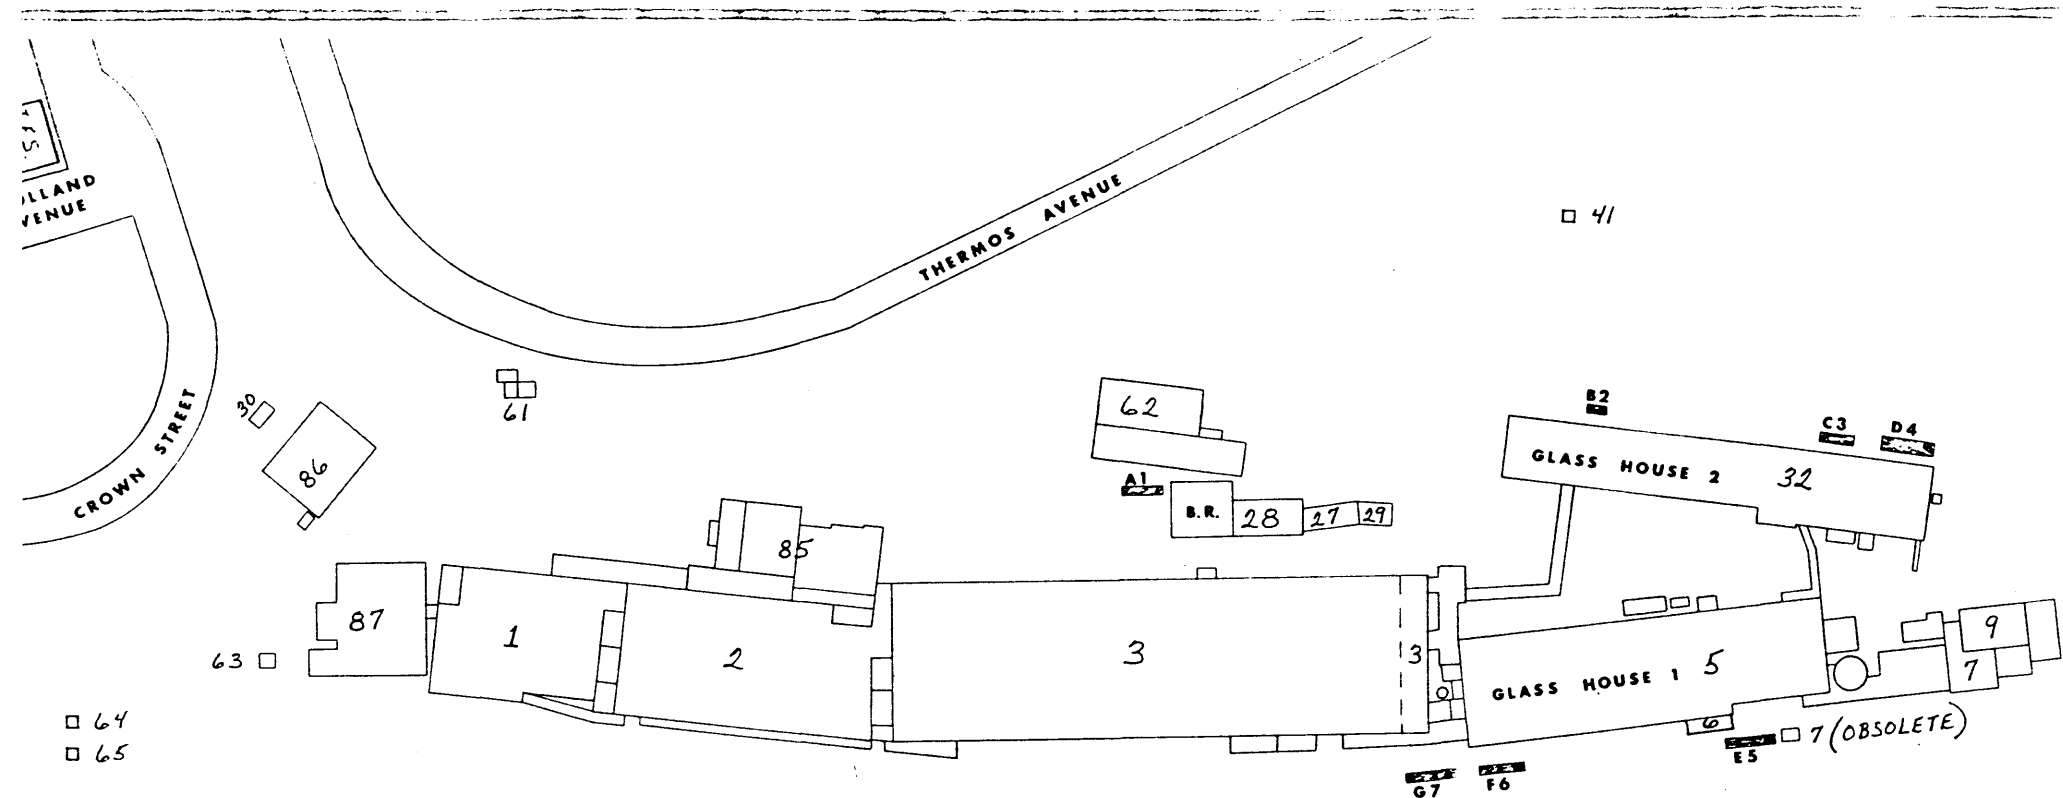 OLLAND
VENUE
THERMOS AVENUE
41
CROWN STREET
30
86
61
62
A1
B.R.
28
27
29
B2
C3
D4
GLASS HOUSE 2 32
85
87
1
2
3
3
GLASS HOUSE 1 5
9
7
6
7 (OBSOLETE)
E5
F6
G7
63
64
65